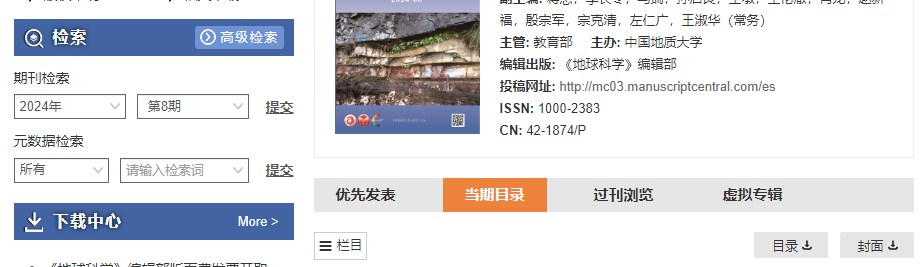 检索
高级检索
期刊检索
2024年
第8期
提交
元数据检索
所有
请输入检索词
提交
下载中心
More >
福，殷宗军，宗克清，左仁广，王淑华（常务）
主管: 教育部 主办: 中国地质大学
编辑出版: 《地球科学》编辑部
投稿网址: http://mc03.manuscriptcentral.com/es
ISSN: 1000-2383
CN: 42-1874/P
优先发表
当期目录
过刊浏览
虚拟专辑
栏目
目录
封面